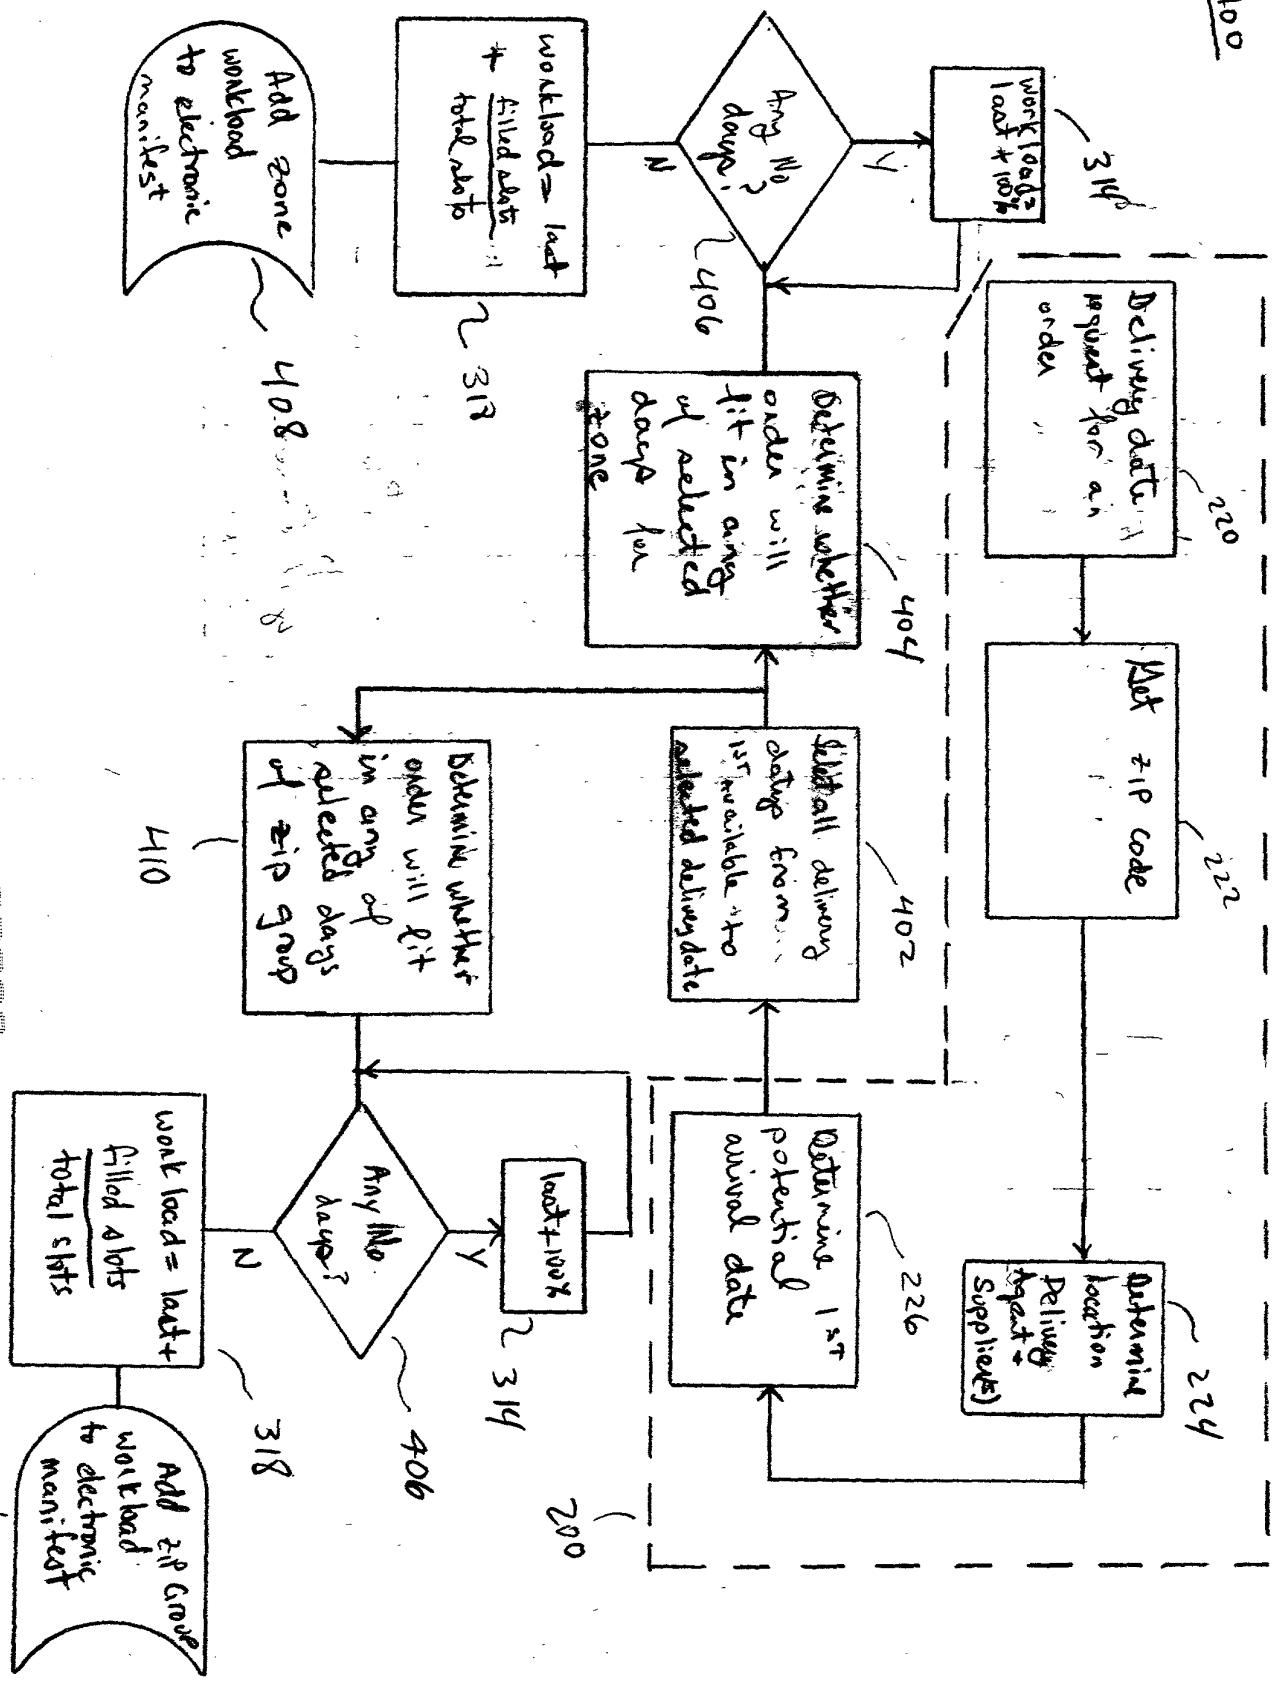 400
Delivery date
request for an
order
220
Get zip code
222
Determine
location
Delivery
Agent +
Supplier(s)
224
Determine 1st
potential
arrival date
226
200
Select all delivery
days from
1st available to
selected delivery date
402
Determine whether
order will
fit in any
of selected
days for
zone
404
Any No
days?
406
Y
N
workload =
last + 100%
314
workload = last
+ filled slots
total slots
318
Add zone
workload
to electronic
manifest
408
Determine whether
order will fit
in any of
selected days
of zip group
410
Any No
days?
406
Y
N
last + 100%
314
workload = last +
filled slots
total slots
318
Add zip Group
workload
to electronic
manifest